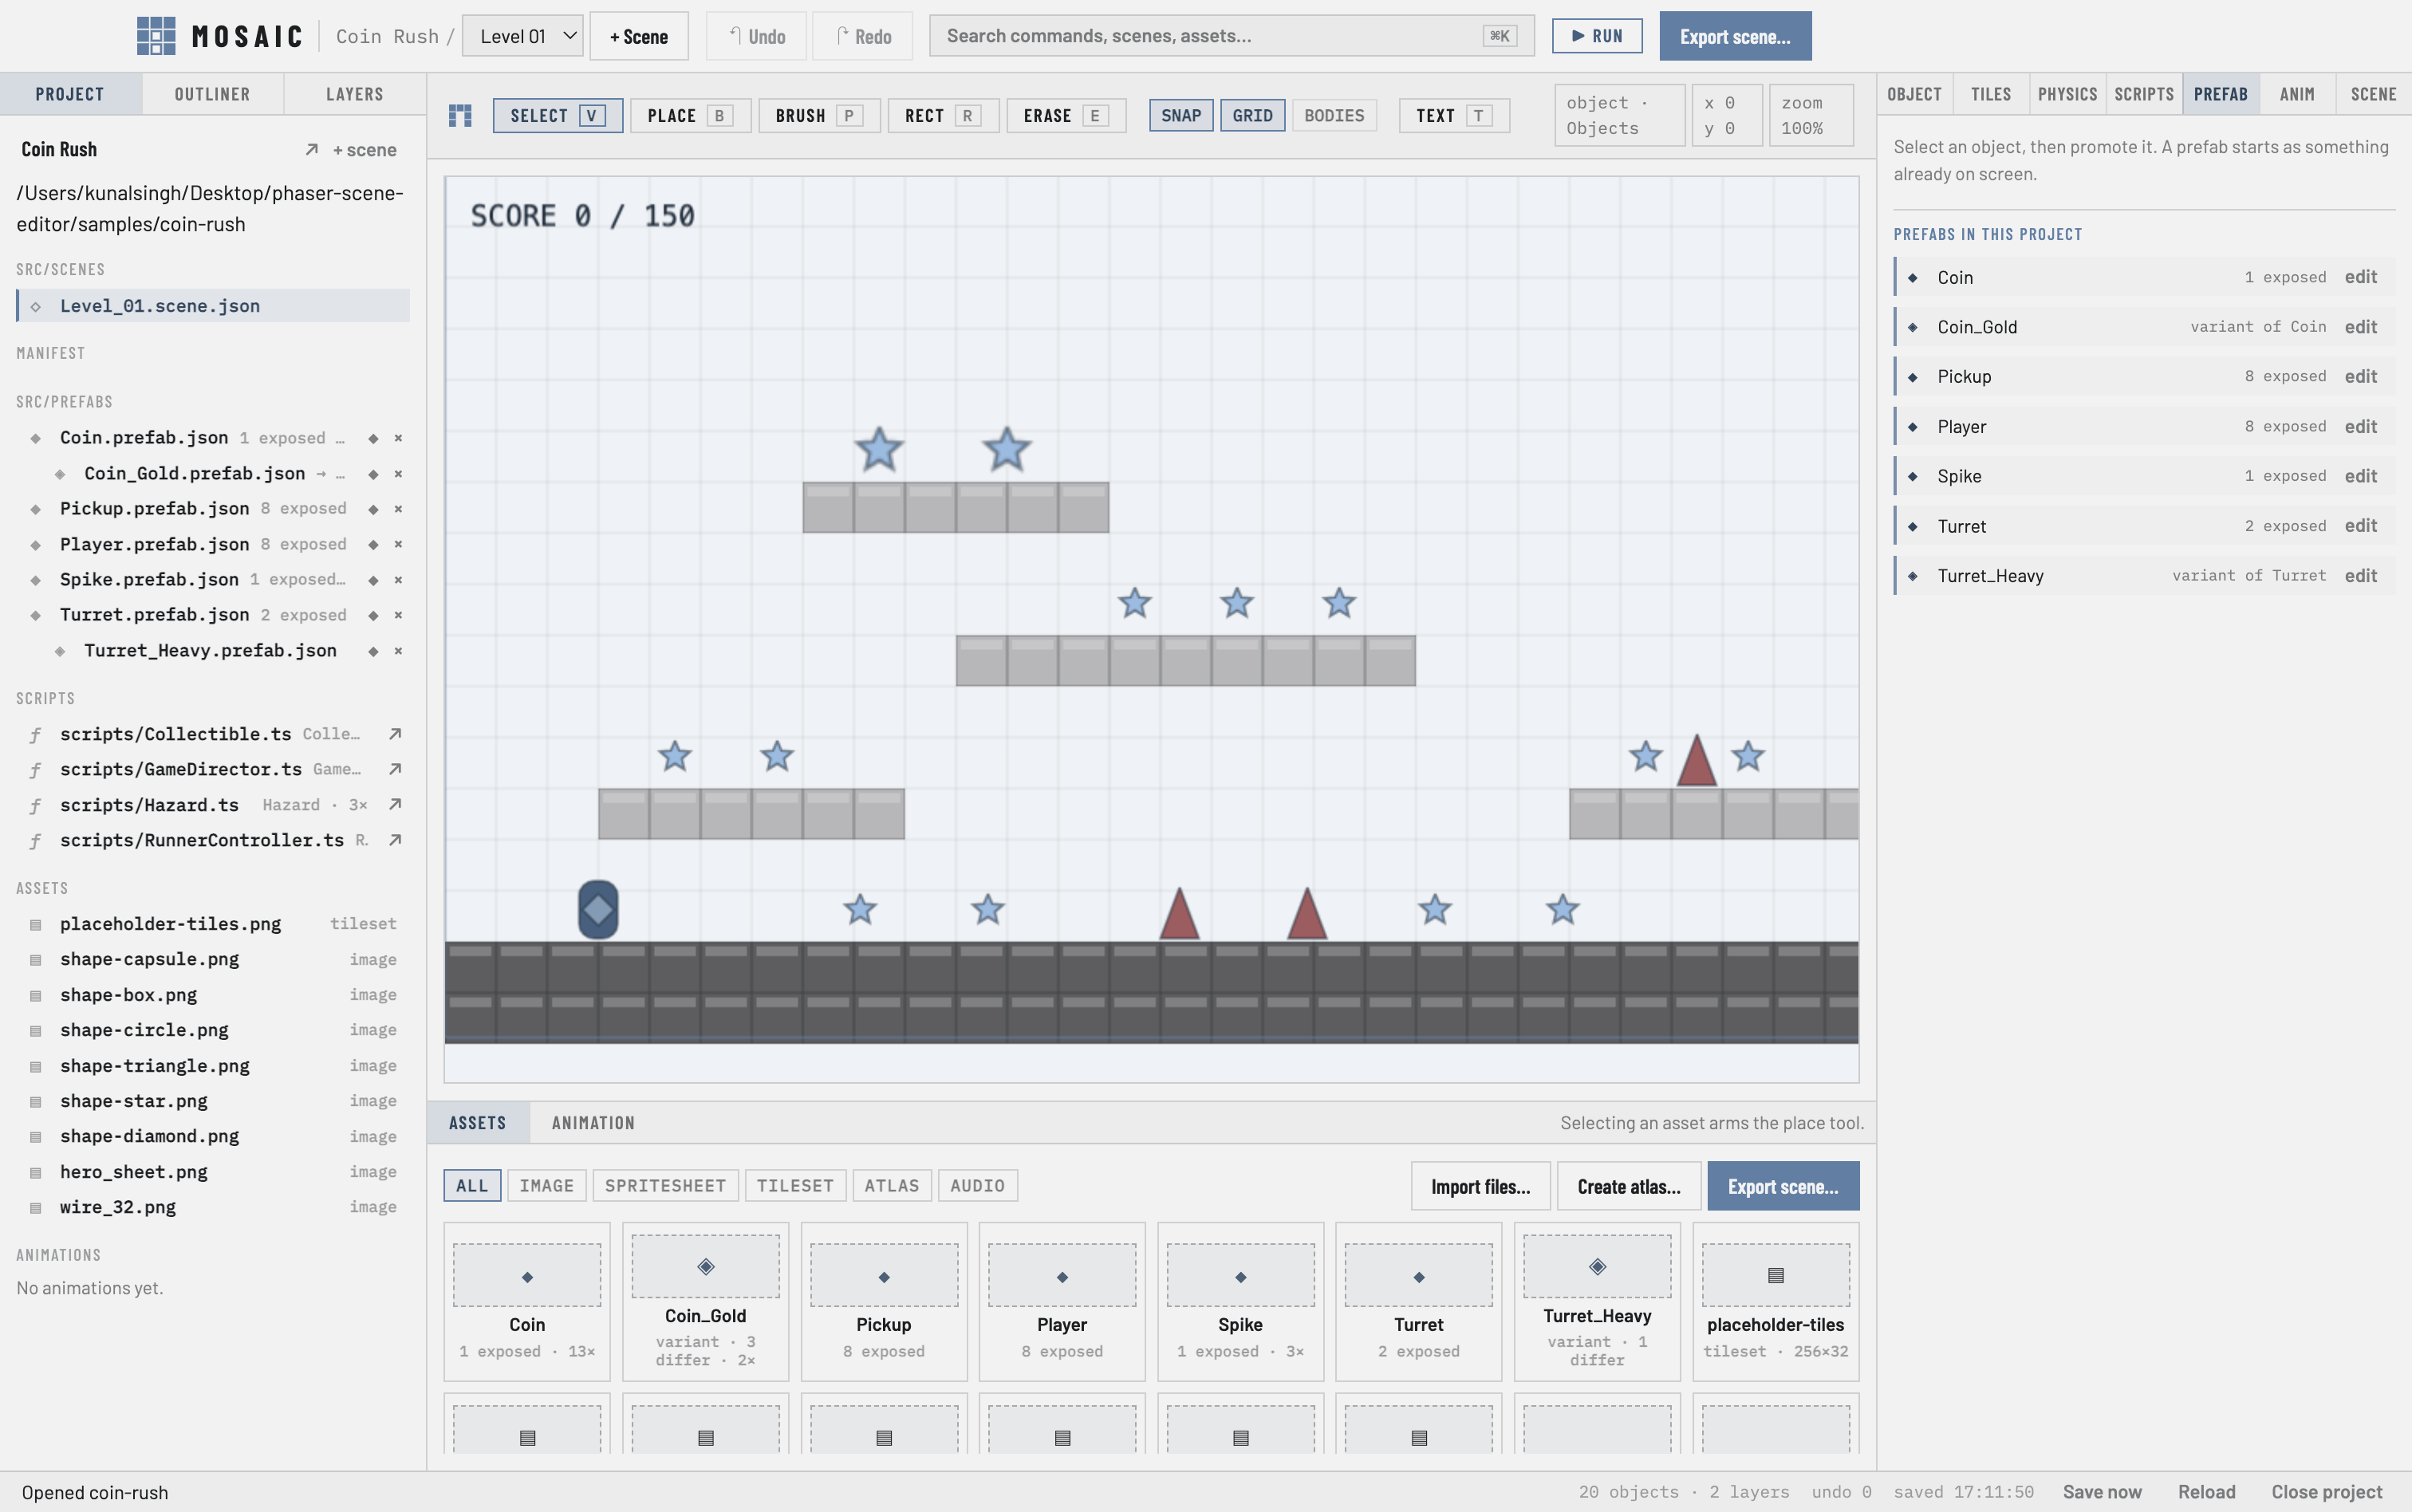 MOSAIC
Coin Rush /
Level 01
+ Scene
Undo
Redo
Search commands, scenes, assets...
⌘K
RUN
Export scene...
PROJECT
OUTLINER
LAYERS
Coin Rush
+ scene
/Users/kunalsingh/Desktop/phaser-scene-
editor/samples/coin-rush
SRC/SCENES
Level_01.scene.json
MANIFEST
SRC/PREFABS
Coin.prefab.json 1 exposed …
Coin_Gold.prefab.json → …
Pickup.prefab.json 8 exposed
Player.prefab.json 8 exposed
Spike.prefab.json 1 exposed…
Turret.prefab.json 2 exposed
Turret_Heavy.prefab.json
SCRIPTS
scripts/Collectible.ts Colle…
scripts/GameDirector.ts Game…
scripts/Hazard.ts Hazard · 3×
scripts/RunnerController.ts R.
ASSETS
placeholder-tiles.png tileset
shape-capsule.png image
shape-box.png image
shape-circle.png image
shape-triangle.png image
shape-star.png image
shape-diamond.png image
hero_sheet.png image
wire_32.png image
ANIMATIONS
No animations yet.
SELECT V
PLACE B
BRUSH P
RECT R
ERASE E
SNAP
GRID
BODIES
TEXT T
object ·
Objects
x 0
y 0
zoom
100%
SCORE 0 / 150
ASSETS
ANIMATION
Selecting an asset arms the place tool.
ALL
IMAGE
SPRITESHEET
TILESET
ATLAS
AUDIO
Import files...
Create atlas...
Export scene...
Coin
1 exposed · 13×
Coin_Gold
variant · 3
differ · 2×
Pickup
8 exposed
Player
8 exposed
Spike
1 exposed · 3×
Turret
2 exposed
Turret_Heavy
variant · 1
differ
placeholder-tiles
tileset · 256×32
OBJECT
TILES
PHYSICS
SCRIPTS
PREFAB
ANIM
SCENE
Select an object, then promote it. A prefab starts as something
already on screen.
PREFABS IN THIS PROJECT
Coin 1 exposed edit
Coin_Gold variant of Coin edit
Pickup 8 exposed edit
Player 8 exposed edit
Spike 1 exposed edit
Turret 2 exposed edit
Turret_Heavy variant of Turret edit
Opened coin-rush
20 objects · 2 layers undo 0 saved 17:11:50 Save now Reload Close project